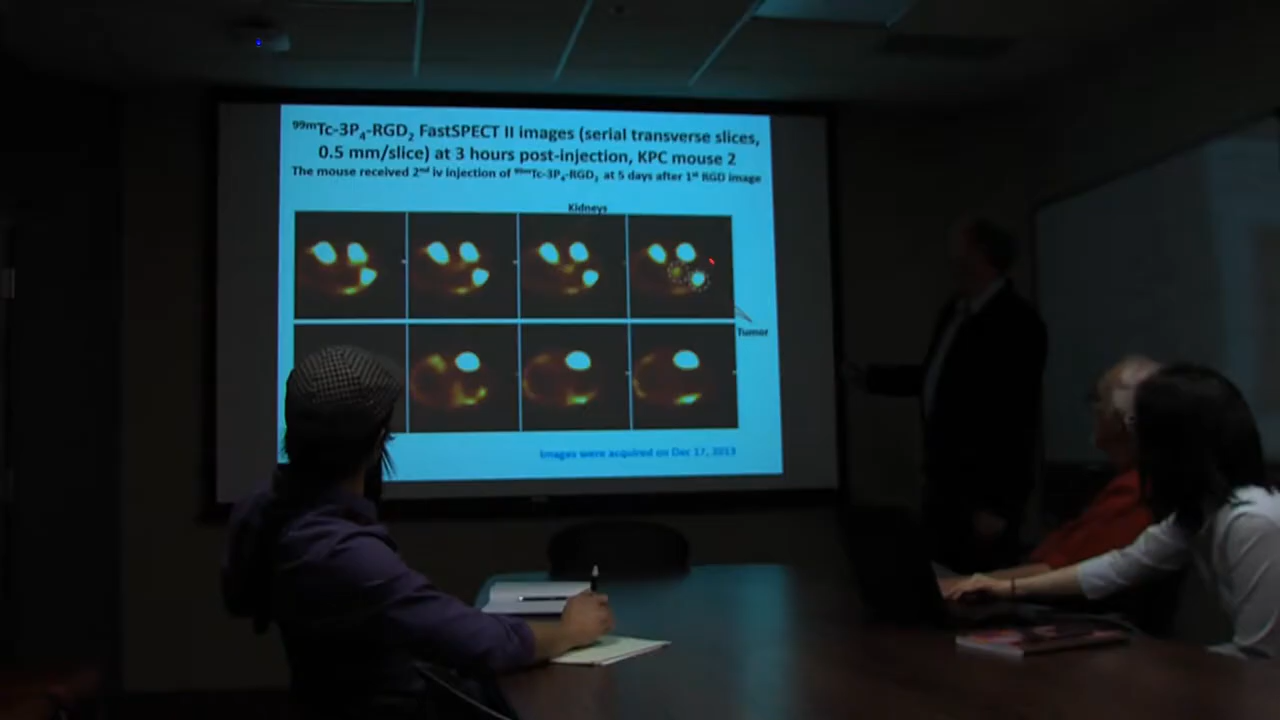 99mTc-3P4-RGD2 FastSPECT II images (serial transverse slices,
0.5 mm/slice) at 3 hours post-injection, KPC mouse 2
The mouse received 2nd iv injection of 99mTc-3P4-RGD2 at 5 days after 1st RGD image
Kidneys
Tumor
Images were acquired on Dec 17, 2013